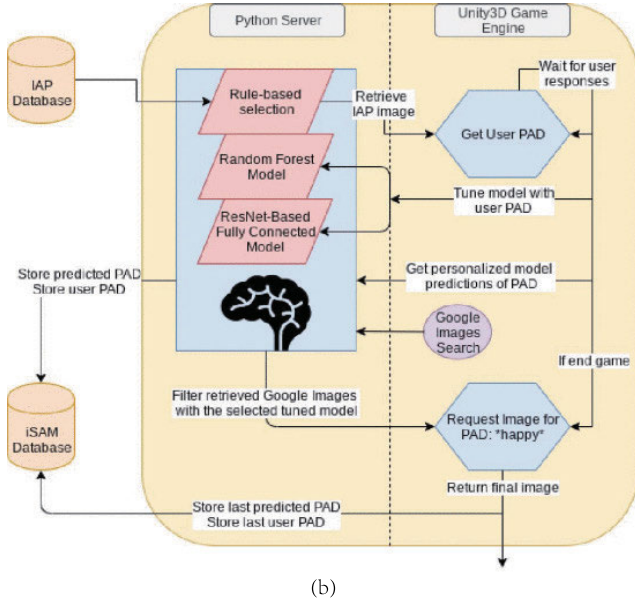 Python Server
Unity3D Game
Engine
IAP
Database
Rule-based
selection
Retrieve
IAP image
Wait for user
responses
Get User PAD
Random Forest
Model
Tune model with
user PAD
ResNet-Based
Fully Connected
Model
Store predicted PAD
Store user PAD
Get personalized model
predictions of PAD
Google
Images
Search
If end game
Filter retrieved Google Images
with the selected tuned model
Request Image for
PAD: *happy*
iSAM
Database
Return final image
Store last predicted PAD
Store last user PAD
(b)